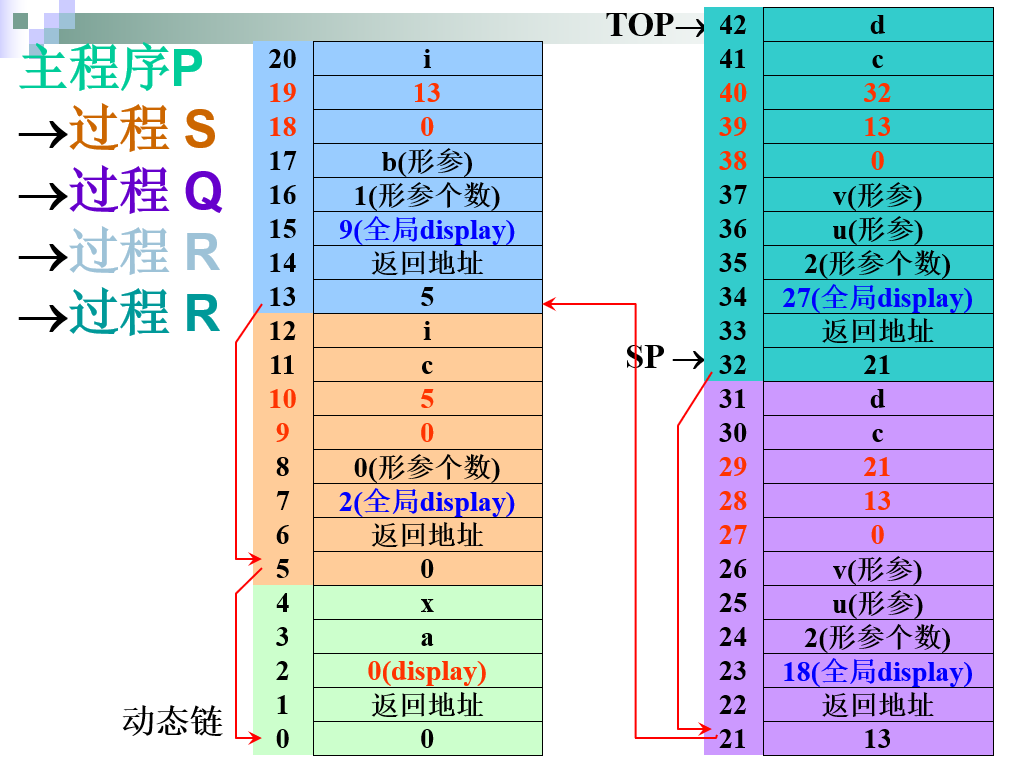 主程序P
→过程 S
→过程 Q
→过程 R
→过程 R
动态链
20 i
19 13
18 0
17 b(形参)
16 1(形参个数)
15 9(全局display)
14 返回地址
13 5
12 i
11 c
10 5
9 0
8 0(形参个数)
7 2(全局display)
6 返回地址
5 0
4 x
3 a
2 0(display)
1 返回地址
0 0
TOP→ 42 d
41 c
40 32
39 13
38 0
37 v(形参)
36 u(形参)
35 2(形参个数)
34 27(全局display)
33 返回地址
SP → 32 21
31 d
30 c
29 21
28 13
27 0
26 v(形参)
25 u(形参)
24 2(形参个数)
23 18(全局display)
22 返回地址
21 13